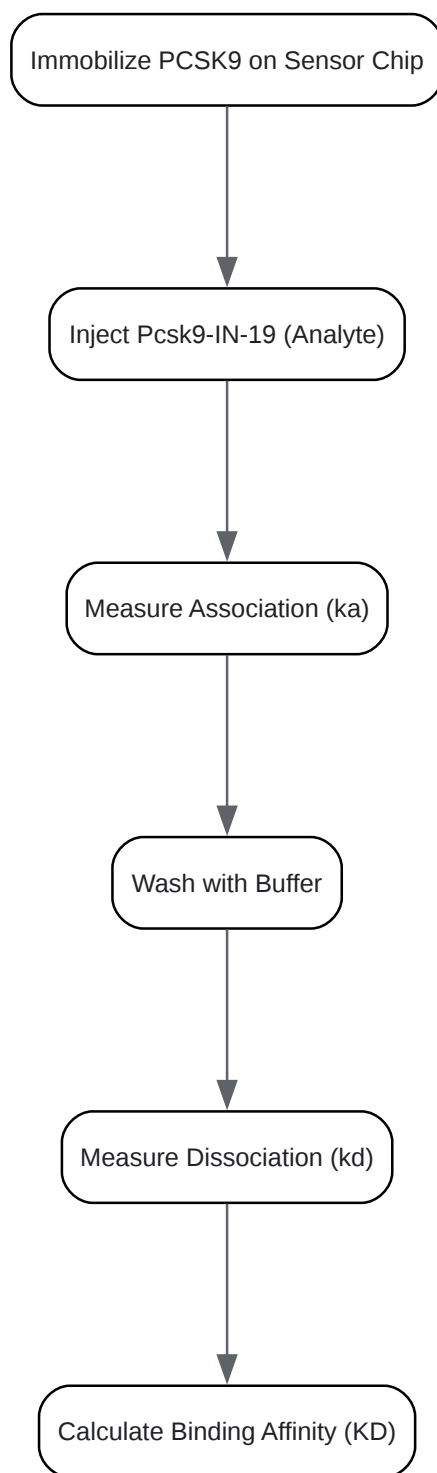 Immobilize PCSK9 on Sensor Chip
Inject Pcsk9-IN-19 (Analyte)
Measure Association (ka)
Wash with Buffer
Measure Dissociation (kd)
Calculate Binding Affinity (KD)